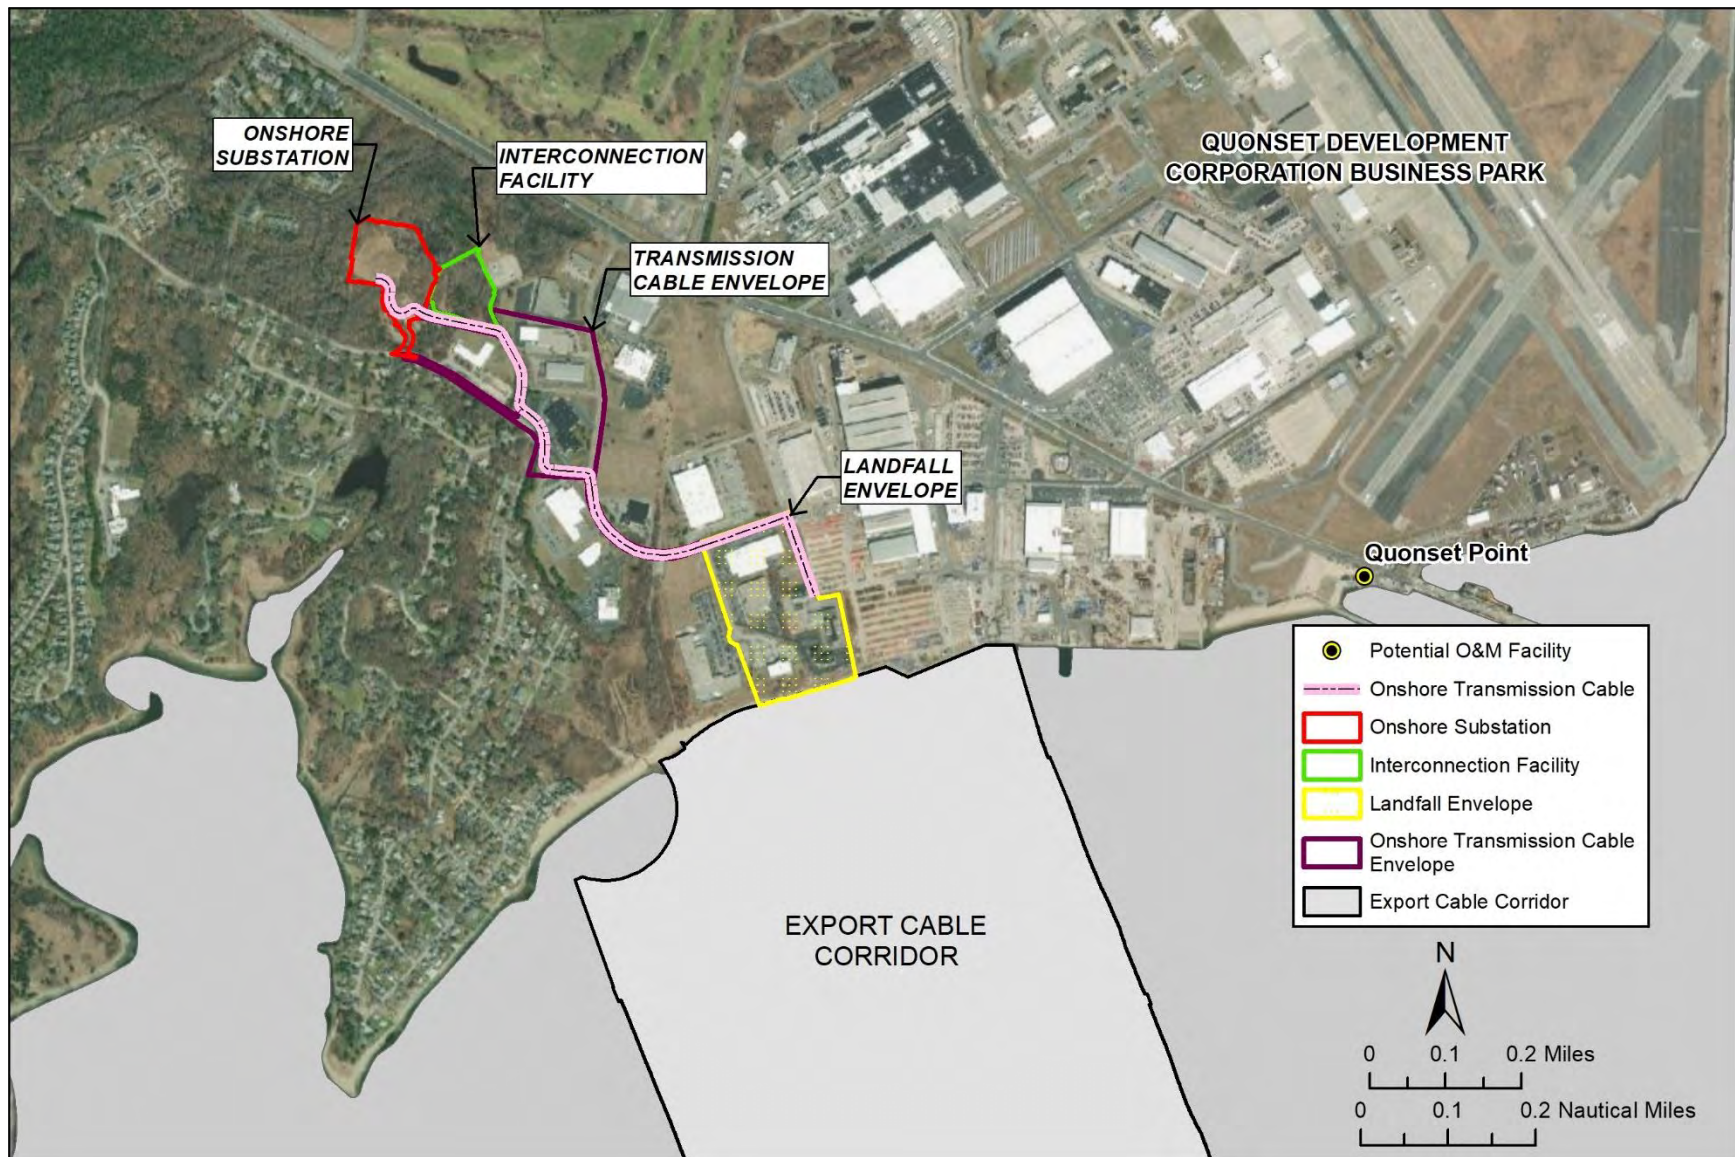 ONSHORE
SUBSTATION
INTERCONNECTION
FACILITY
QUONSET DEVELOPMENT
CORPORATION BUSINESS PARK
TRANSMISSION
CABLE ENVELOPE
LANDFALL
ENVELOPE
Quonset Point
Potential O&M Facility
Onshore Transmission Cable
Onshore Substation
Interconnection Facility
Landfall Envelope
Onshore Transmission Cable
Envelope
Export Cable Corridor
EXPORT CABLE
CORRIDOR
N
0 0.1 0.2 Miles
0 0.1 0.2 Nautical Miles